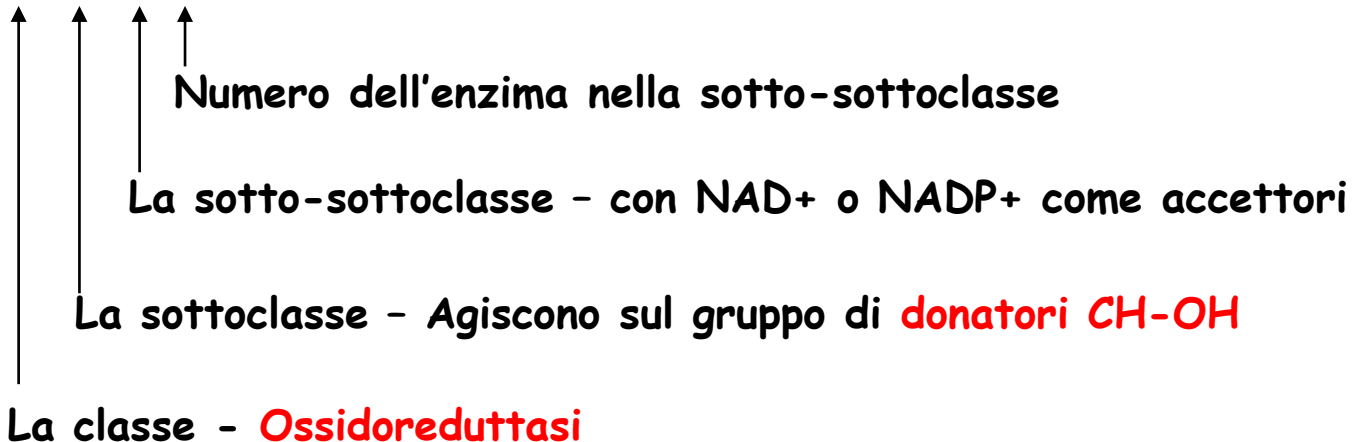 Numero dell'enzima nella sotto-sottoclasse
La sotto-sottoclasse – con NAD+ o NADP+ come accettori
La sottoclasse – Agiscono sul gruppo di donatori CH-OH
La classe - Ossidoreduttasi